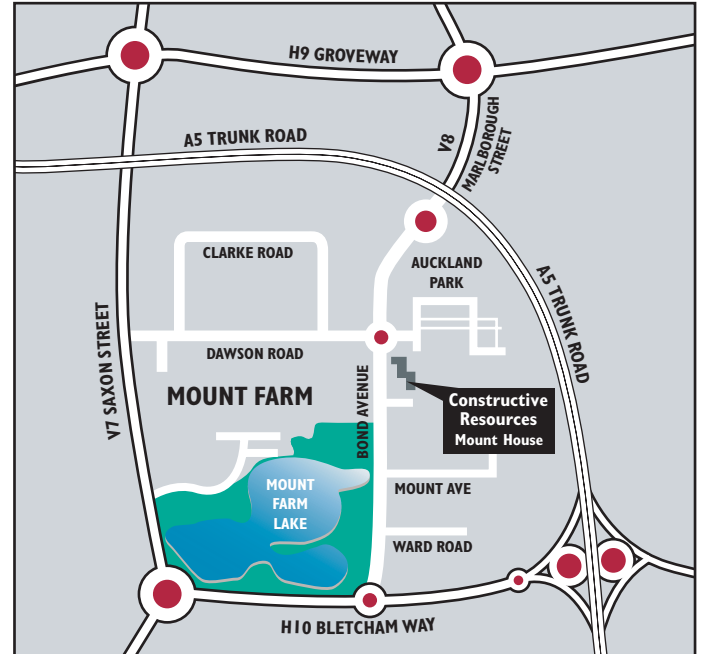 H9 GROVEWAY
A5 TRUNK ROAD
V8
MARLBOROUGH
STREET
CLARKE ROAD
AUCKLAND
PARK
A5 TRUNK ROAD
DAWSON ROAD
V7 SAXON STREET
MOUNT FARM
BOND AVENUE
Constructive
Resources
Mount House
MOUNT
FARM
LAKE
MOUNT AVE
WARD ROAD
H10 BLETCHAM WAY